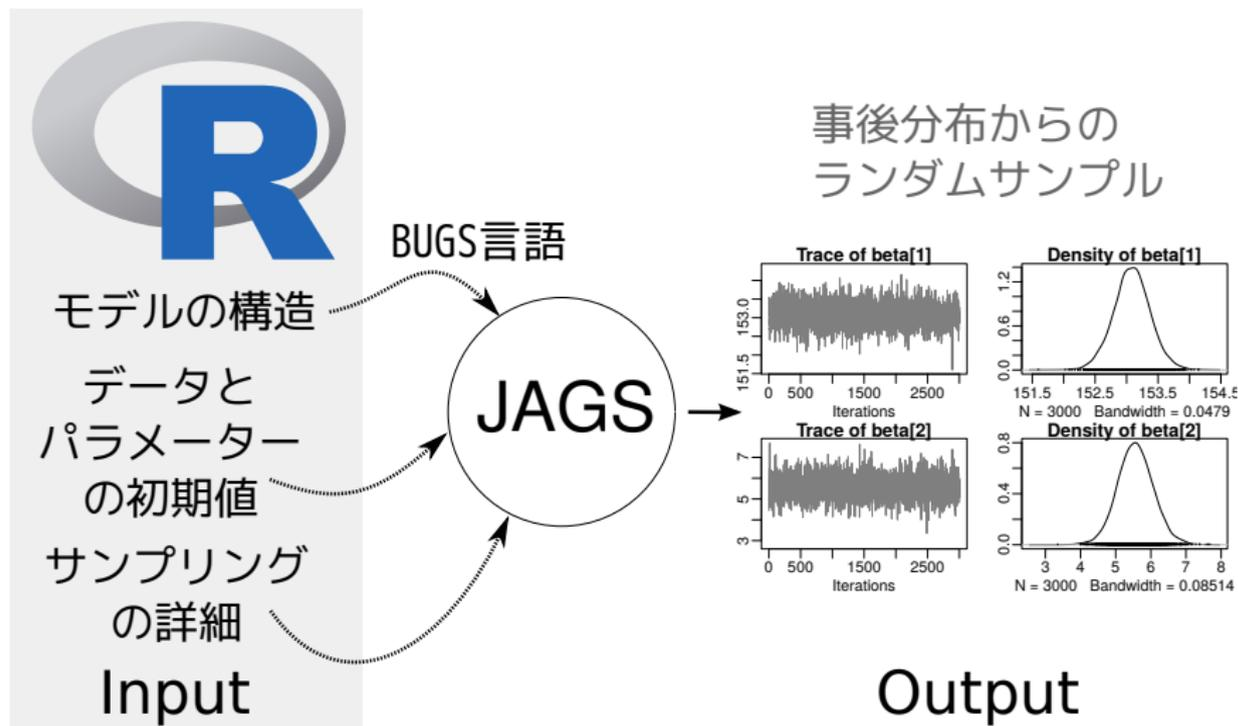 R
モデルの構造
データと
パラメーター
の初期値
サンプリング
の詳細
Input
BUGS言語
JAGS
事後分布からの
ランダムサンプル
Trace of beta[1]
151.5 153.0
0 500 1500 2500
Iterations
Density of beta[1]
0.0 0.6 1.2
151.5 152.5 153.5 154.5
N = 3000 Bandwidth = 0.0479
Trace of beta[2]
3 5 7
0 500 1500 2500
Iterations
Density of beta[2]
0.0 0.4 0.8
3 4 5 6 7 8
N = 3000 Bandwidth = 0.08514
Output